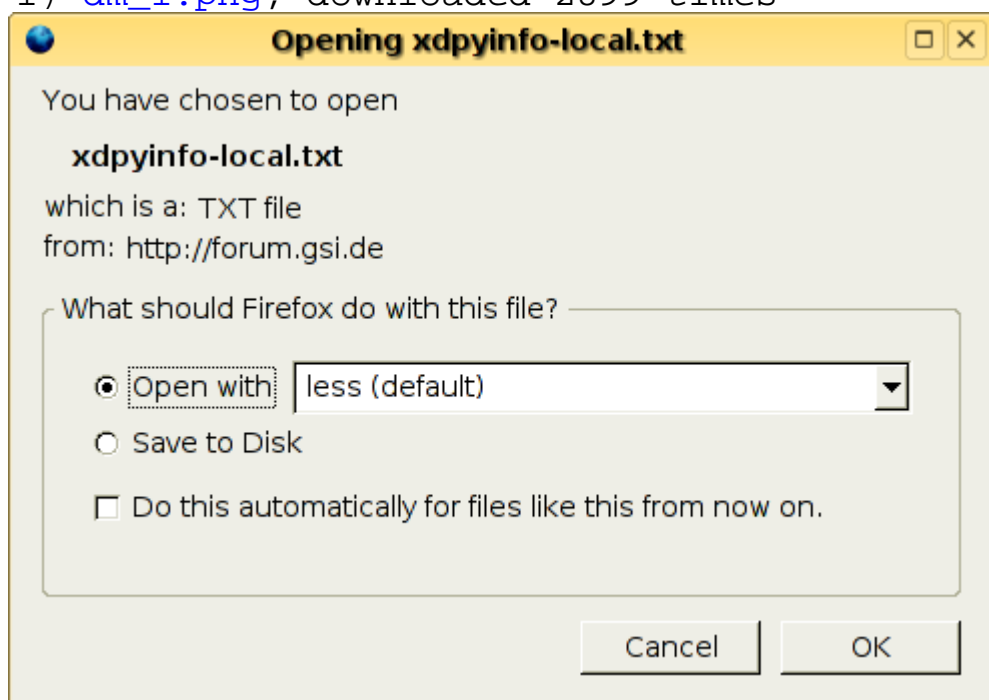 downloaded times
Opening xdpyinfo-local.txt
You have chosen to open
xdpyinfo-local.txt
which is a: TXT file
from: http://forum.gsi.de
What should Firefox do with this file?
Open with less (default)
Save to Disk
Do this automatically for files like this from now on.
Cancel OK